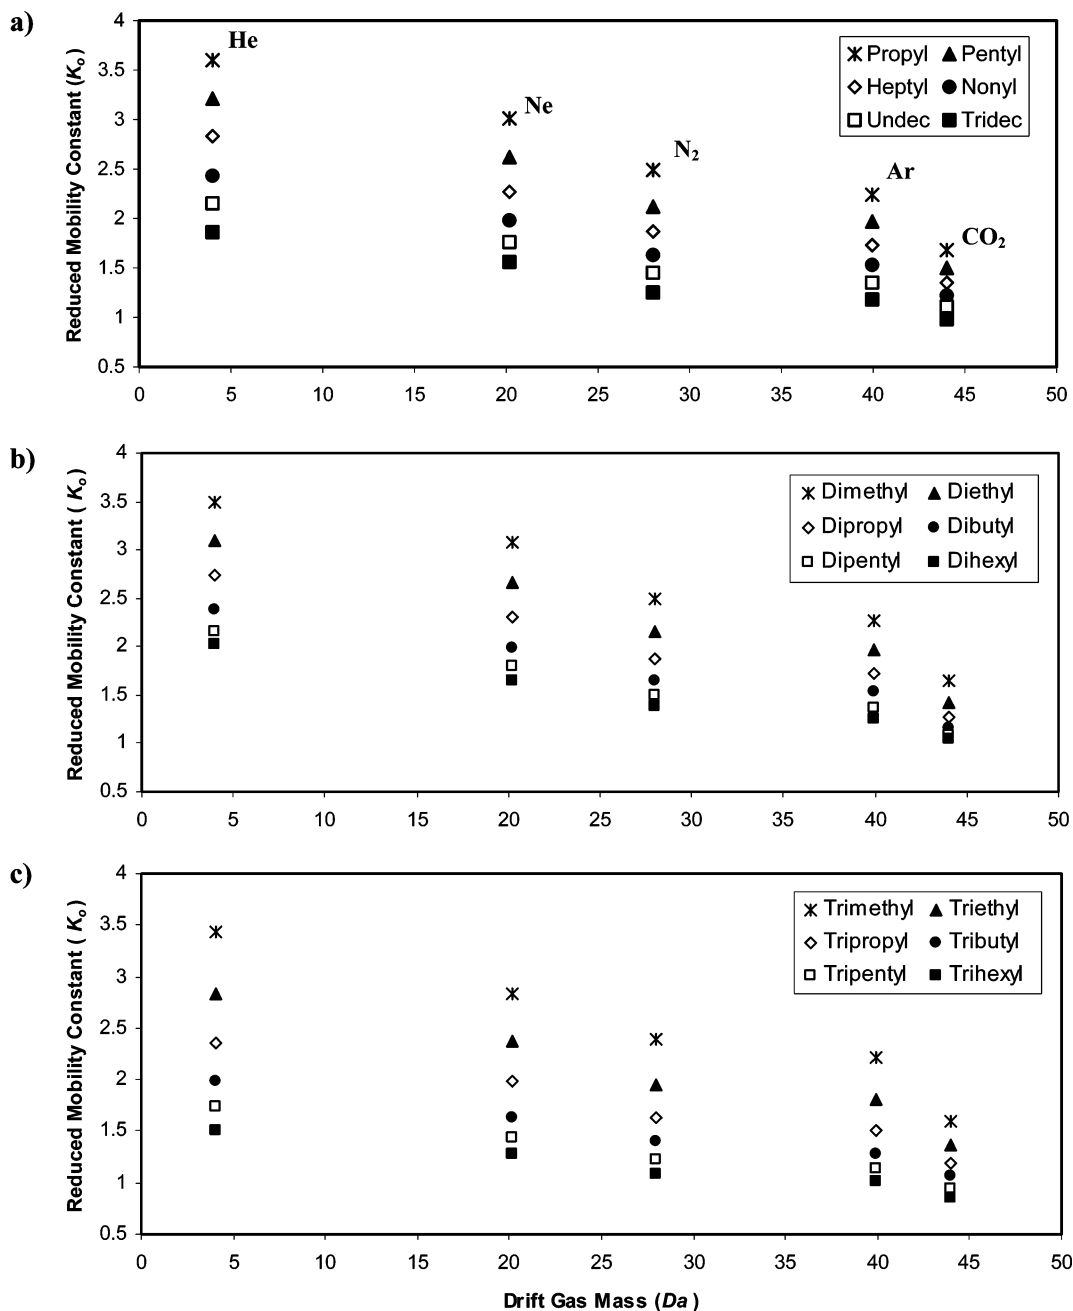 a)
Reduced Mobility Constant (Ko)
4
3.5
3
2.5
2
1.5
1
0.5
He
Ne
N2
Ar
CO2
Propyl Pentyl
Heptyl Nonyl
Undec Tridec
0 5 10 15 20 25 30 35 40 45 50
b)
Reduced Mobility Constant ( Ko)
4
3.5
3
2.5
2
1.5
1
0.5
Dimethyl Diethyl
Dipropyl Dibutyl
Dipentyl Dihexyl
0 5 10 15 20 25 30 35 40 45 50
c)
Reduced Mobility Constant ( Ko)
4
3.5
3
2.5
2
1.5
1
0.5
Trimethyl Triethyl
Tripropyl Tributyl
Tripentyl Trihexyl
0 5 10 15 20 25 30 35 40 45 50
Drift Gas Mass (Da )